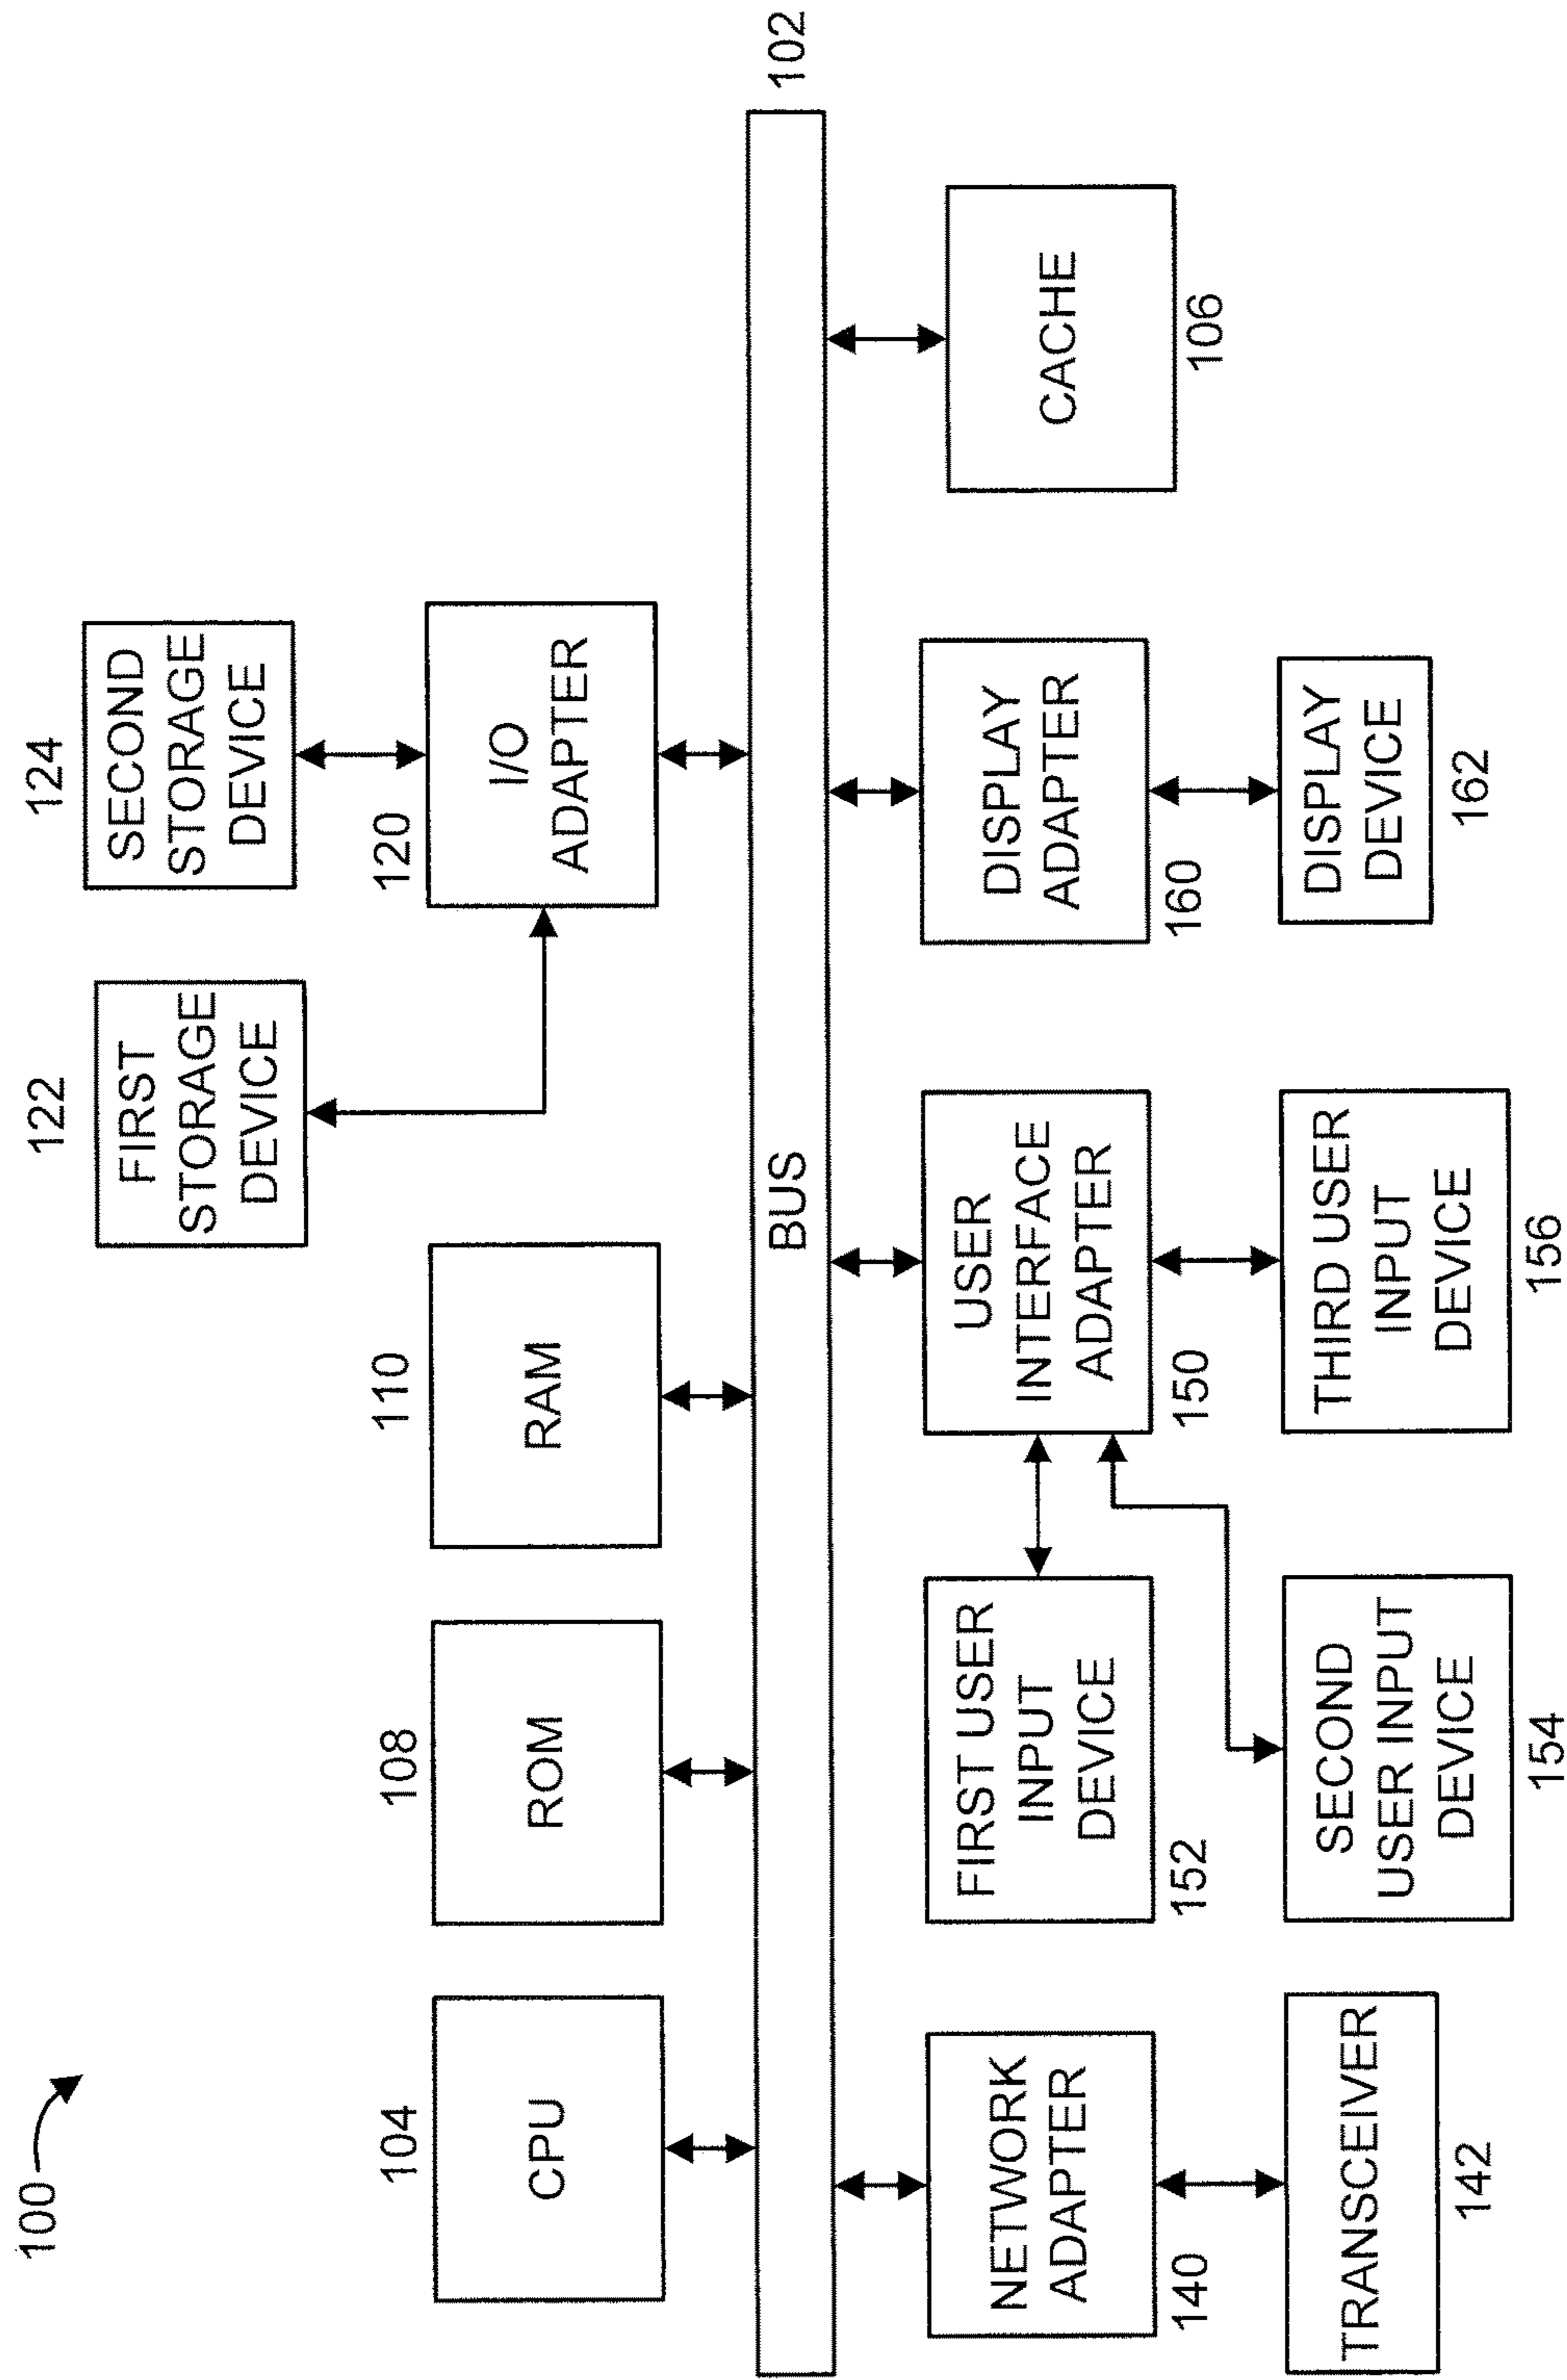 100
122
FIRST
STORAGE
DEVICE
124
SECOND
STORAGE
DEVICE
104
CPU
108
ROM
110
RAM
120
I/O
ADAPTER
BUS
102
NETWORK
ADAPTER
140
TRANSCEIVER
142
FIRST USER
INPUT
DEVICE
152
SECOND
USER INPUT
DEVICE
154
USER
INTERFACE
ADAPTER
150
THIRD USER
INPUT
DEVICE
156
DISPLAY
ADAPTER
160
DISPLAY
DEVICE
162
CACHE
106